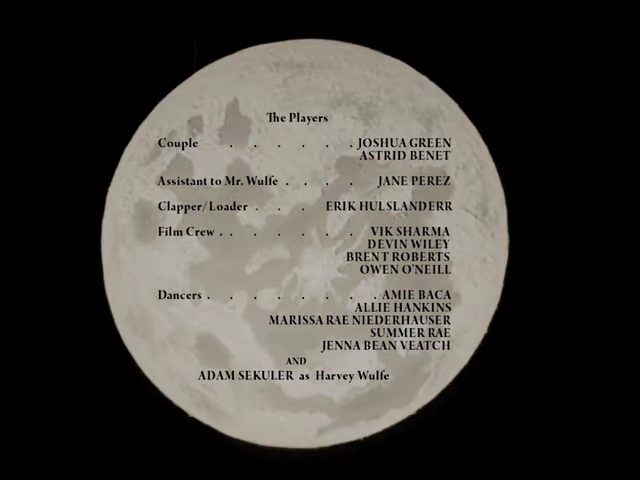 The Players
Couple . . . . . . JOSHUA GREEN
ASTRID BENET
Assistant to Mr. Wulfe . . . . JANE PEREZ
Clapper/Loader . . . ERIK HULSLANDERR
Film Crew . . . . . . . VIK SHARMA
DEVIN WILEY
BRENT ROBERTS
OWEN O'NEILL
Dancers . . . . . . . . AMIE BACA
ALLIE HANKINS
MARISSA RAE NIEDERHAUSER
SUMMER RAE
JENNA BEAN VEATCH
AND
ADAM SEKULER as Harvey Wulfe